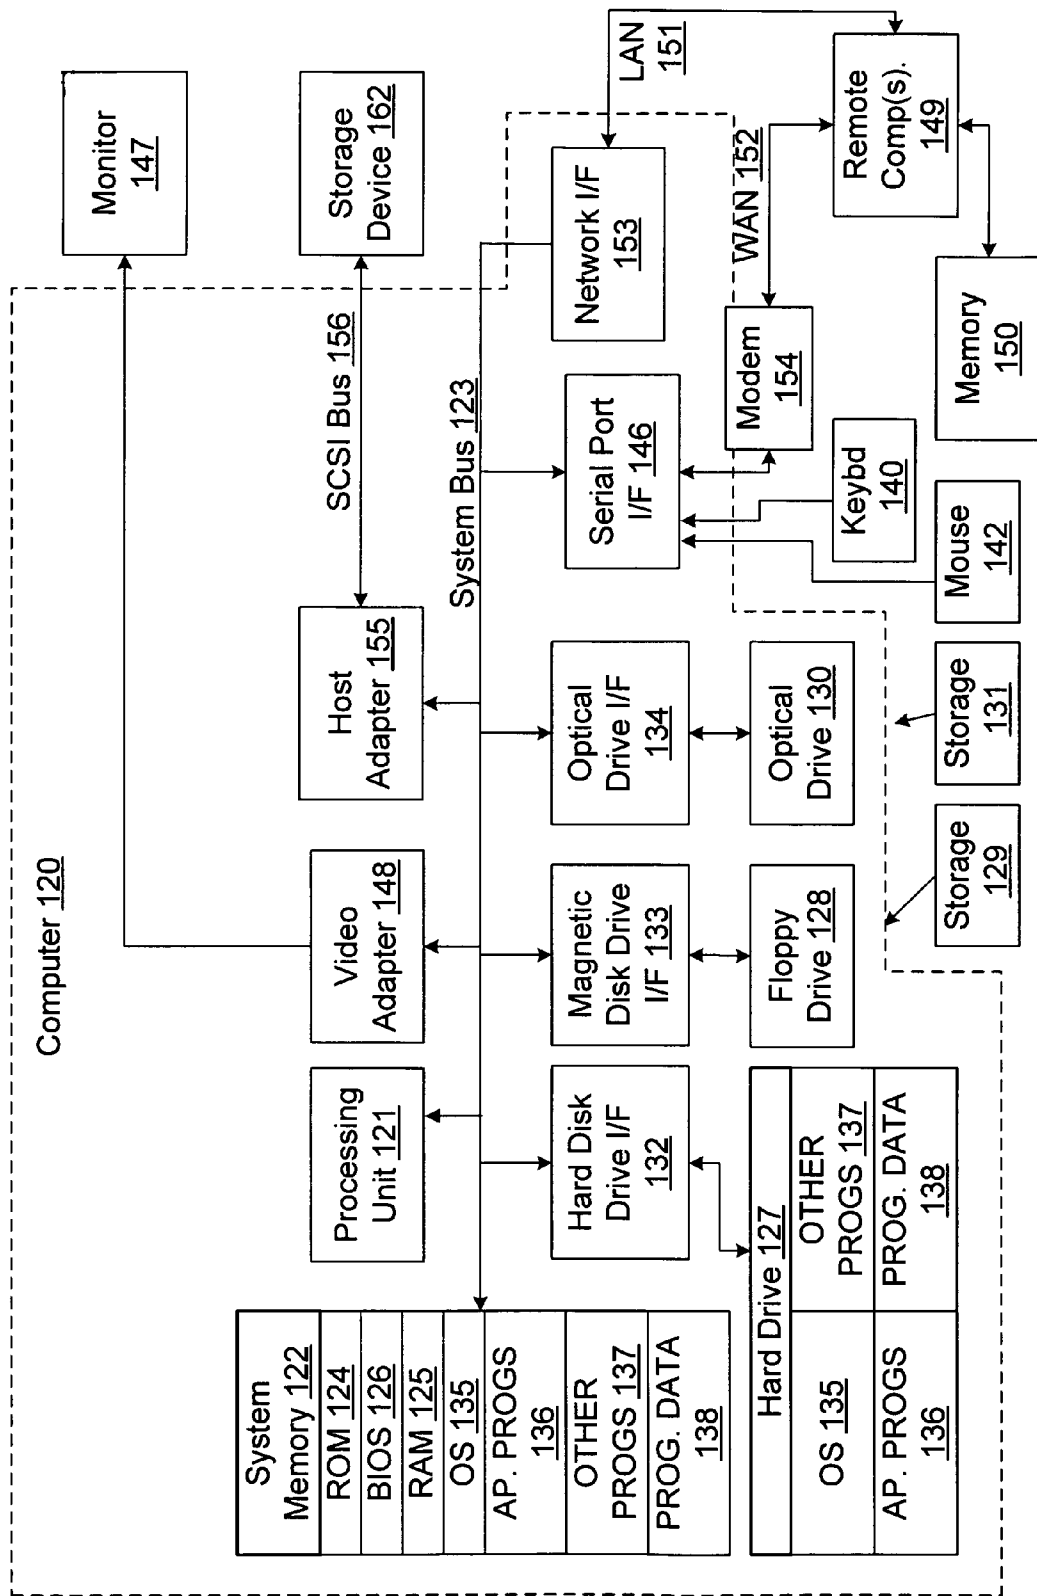 Computer 120
Monitor
147
Storage
Device 162
SCSI Bus 156
Host
Adapter 155
Video
Adapter 148
Processing
Unit 121
System
Memory 122
ROM 124
BIOS 126
RAM 125
OS 135
AP. PROGS
136
OTHER
PROGS 137
PROG. DATA
138
System Bus 123
Hard Disk
Drive I/F
132
Magnetic
Disk Drive
I/F 133
Optical
Drive I/F
134
Serial Port
I/F 146
Network I/F
153
LAN
151
Hard Drive 127
OS 135
OTHER
PROGS 137
AP. PROGS
136
PROG. DATA
138
Floppy
Drive 128
Optical
Drive 130
Modem
154
WAN 152
Remote
Comp(s).
149
Keybd
140
Storage
129
Storage
131
Mouse
142
Memory
150